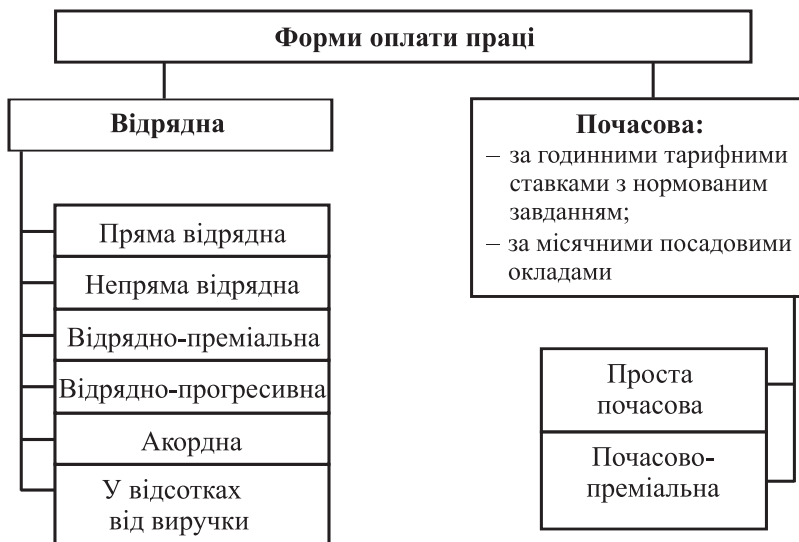 Форми оплати праці
Відрядна
Пряма відрядна
Непряма відрядна
Відрядно-преміальна
Відрядно-прогресивна
Акордна
У відсотках
від виручки
Почасова:
– за годинними тарифними
ставками з нормованим
завданням;
– за місячними посадовими
окладами
Проста
почасова
Почасово-
преміальна